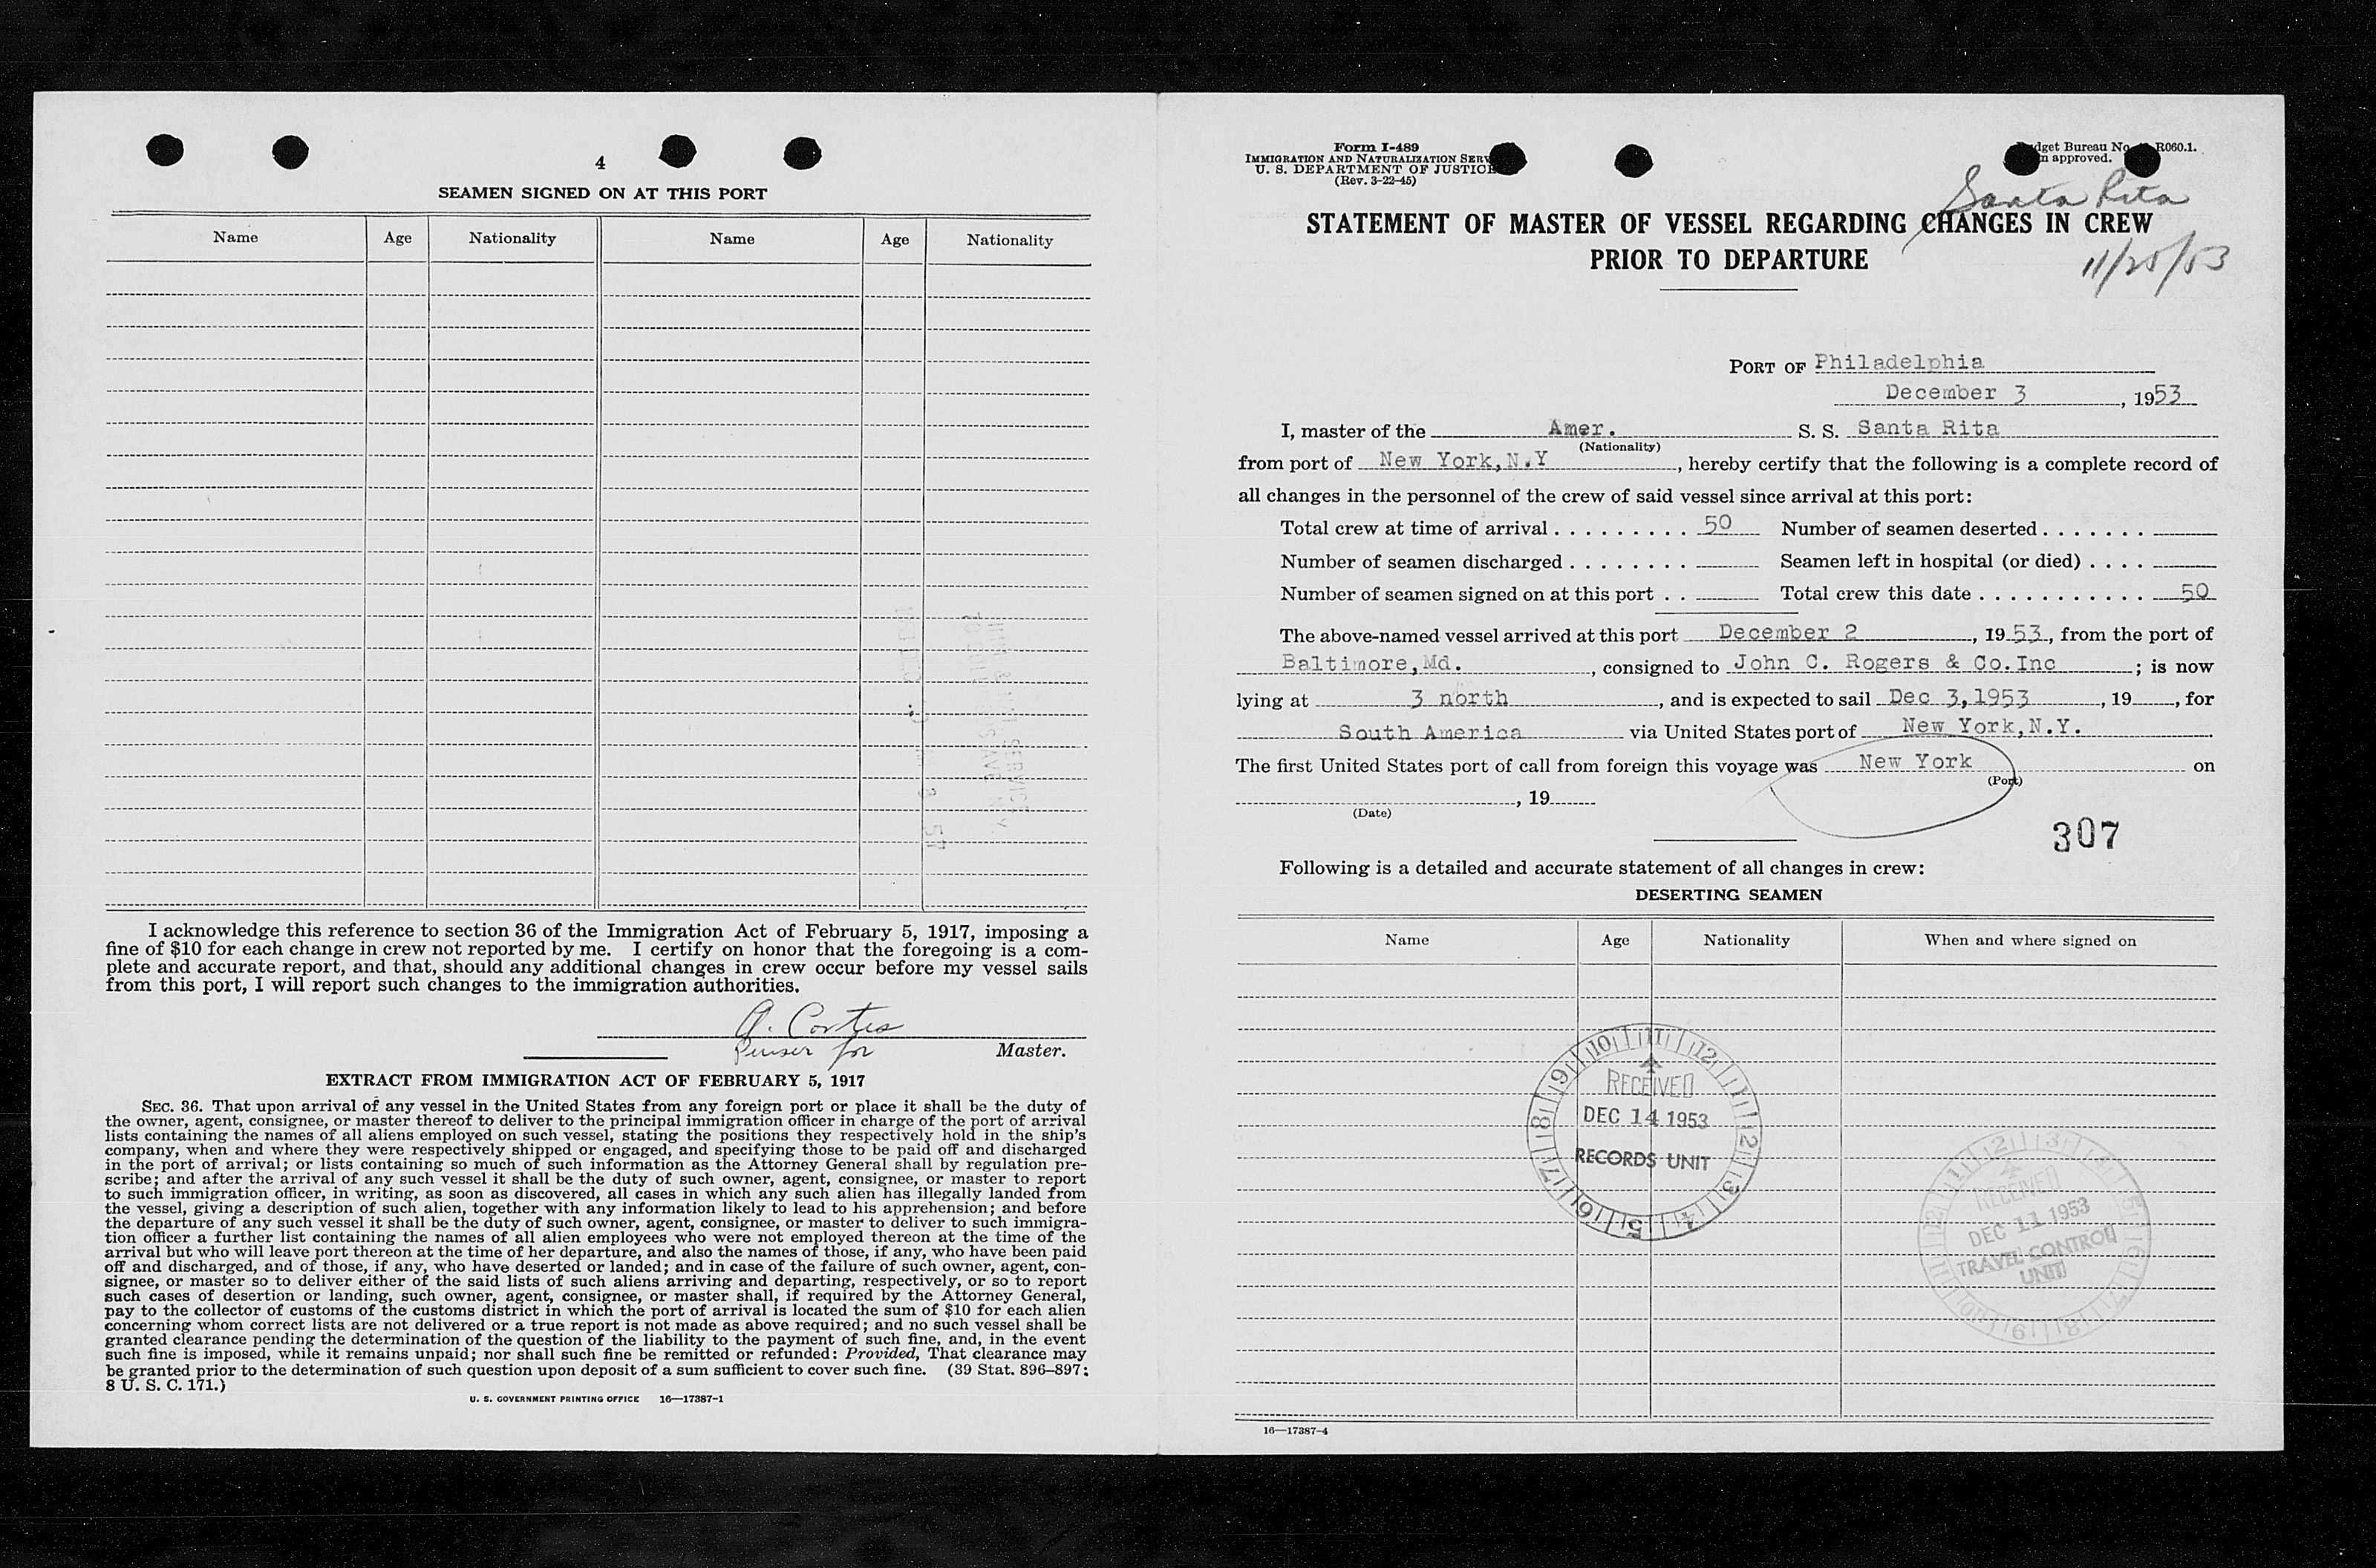 4
SEAMEN SIGNED ON AT THIS PORT
Name Age Nationality Name Age Nationality
I acknowledge this reference to section 36 of the Immigration Act of February 5, 1917, imposing a
fine of $10 for each change in crew not reported by me. I certify on honor that the foregoing is a com-
plete and accurate report, and that, should any additional changes in crew occur before my vessel sails
from this port, I will report such changes to the immigration authorities.
A. Cortes
Purser for Master.
EXTRACT FROM IMMIGRATION ACT OF FEBRUARY 5, 1917
SEC. 36. That upon arrival of any vessel in the United States from any foreign port or place it shall be the duty of
the owner, agent, consignee, or master thereof to deliver to the principal immigration officer in charge of the port of arrival
lists containing the names of all aliens employed on such vessel, stating the positions they respectively hold in the ship's
company, when and where they were respectively shipped or engaged, and specifying those to be paid off and discharged
in the port of arrival; or lists containing so much of such information as the Attorney General shall by regulation pre-
scribe; and after the arrival of any such vessel it shall be the duty of such owner, agent, consignee, or master to report
to such immigration officer, in writing, as soon as discovered, all cases in which any such alien has illegally landed from
the vessel, giving a description of such alien, together with any information likely to lead to his apprehension; and before
the departure of any such vessel it shall be the duty of such owner, agent, consignee, or master to deliver to such immigra-
tion officer a further list containing the names of all alien employees who were not employed thereon at the time of the
arrival but who will leave port thereon at the time of her departure, and also the names of those, if any, who have been paid
off and discharged, and of those, if any, who have deserted or landed; and in case of the failure of such owner, agent, con-
signee, or master so to deliver either of the said lists of such aliens arriving and departing, respectively, or so to report
such cases of desertion or landing, such owner, agent, consignee, or master shall, if required by the Attorney General,
pay to the collector of customs of the customs district in which the port of arrival is located the sum of $10 for each alien
concerning whom correct lists are not delivered or a true report is not made as above required; and no such vessel shall be
granted clearance pending the determination of the question of the liability to the payment of such fine, and, in the event
such fine is imposed, while it remains unpaid; nor shall such fine be remitted or refunded: Provided, That clearance may
be granted prior to the determination of such question upon deposit of a sum sufficient to cover such fine. (39 Stat. 896–897;
8 U. S. C. 171.)
U. S. GOVERNMENT PRINTING OFFICE 16—17387-1
Form I-489
IMMIGRATION AND NATURALIZATION SERV
U. S. DEPARTMENT OF JUSTICE
(Rev. 3-22-45)
dget Bureau No. R060.1.
n approved.
Santa Rita
STATEMENT OF MASTER OF VESSEL REGARDING CHANGES IN CREW
PRIOR TO DEPARTURE
11/25/53
PORT OF Philadelphia
December 3, 1953
I, master of the Amer. S. S. Santa Rita
(Nationality)
from port of New York, N.Y, hereby certify that the following is a complete record of
all changes in the personnel of the crew of said vessel since arrival at this port:
Total crew at time of arrival . . . . . . . . . 50 Number of seamen deserted . . . . . . .
Number of seamen discharged . . . . . . . . Seamen left in hospital (or died) . . . .
Number of seamen signed on at this port . . Total crew this date . . . . . . . . . . . 50
The above-named vessel arrived at this port December 2, 1953, from the port of
Baltimore, Md., consigned to John C. Rogers & Co. Inc; is now
lying at 3 north, and is expected to sail Dec 3, 1953, 19, for
South America via United States port of New York, N.Y.
The first United States port of call from foreign this voyage was New York on
(Port)
, 19
(Date)
307
Following is a detailed and accurate statement of all changes in crew:
DESERTING SEAMEN
Name Age Nationality When and where signed on
RECEIVED
DEC 14 1953
RECORDS UNIT
RECEIVED
DEC 11 1953
TRAVEL CONTROL
UNIT
16—17387-4